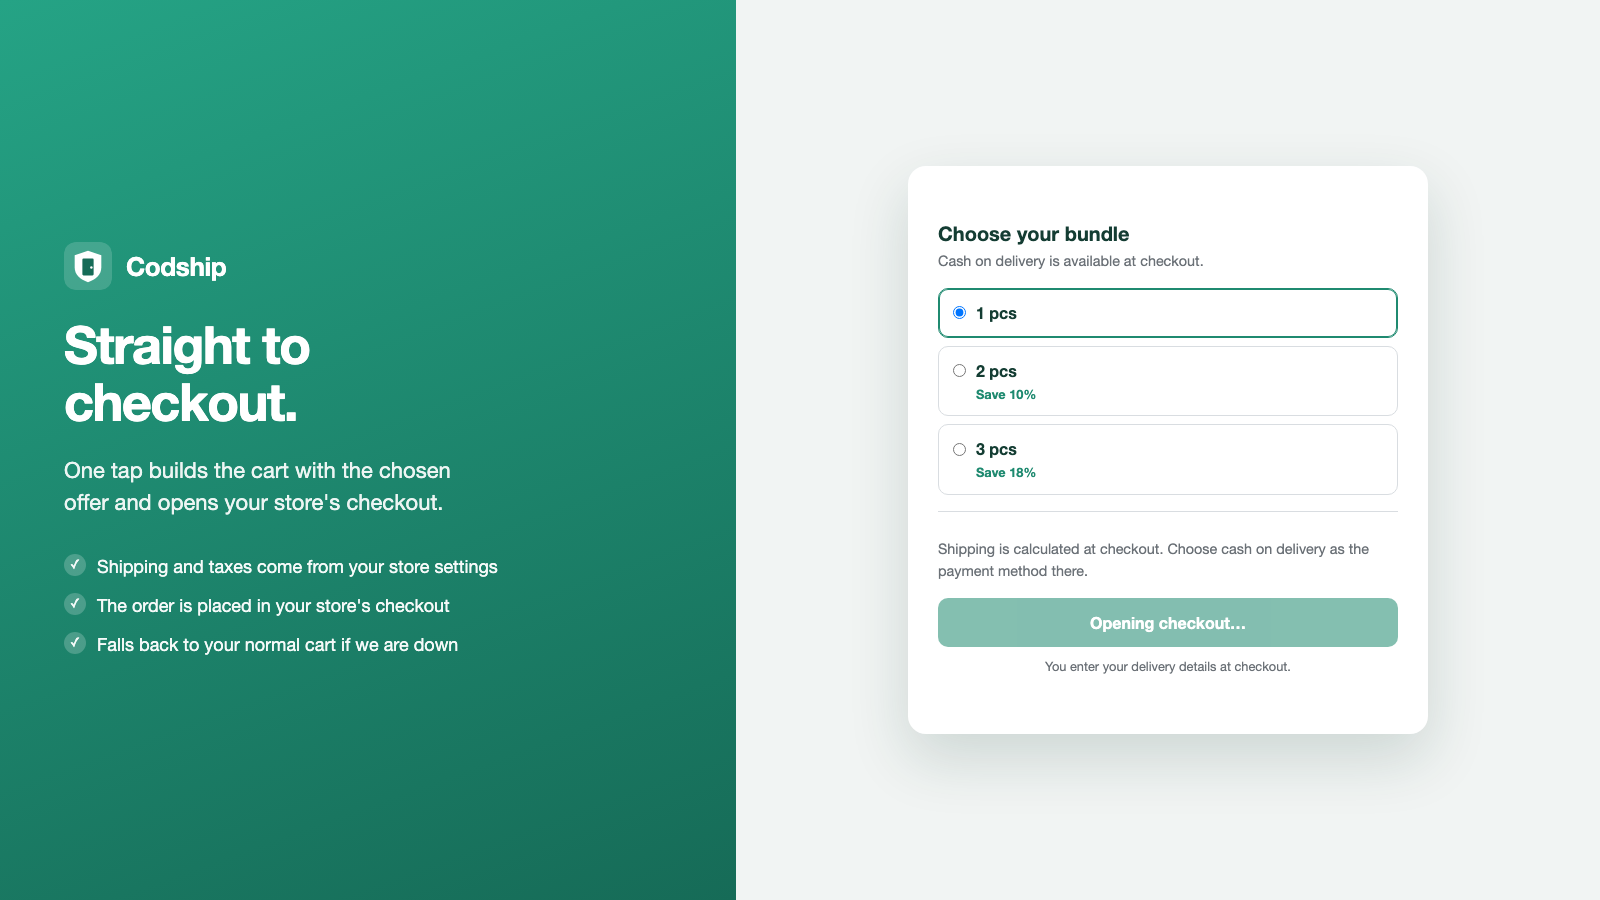 Codship
Straight to
checkout.
One tap builds the cart with the chosen
offer and opens your store's checkout.
Shipping and taxes come from your store settings
The order is placed in your store's checkout
Falls back to your normal cart if we are down
Choose your bundle
Cash on delivery is available at checkout.
1 pcs
2 pcs
Save 10%
3 pcs
Save 18%
Shipping is calculated at checkout. Choose cash on delivery as the
payment method there.
Opening checkout…
You enter your delivery details at checkout.